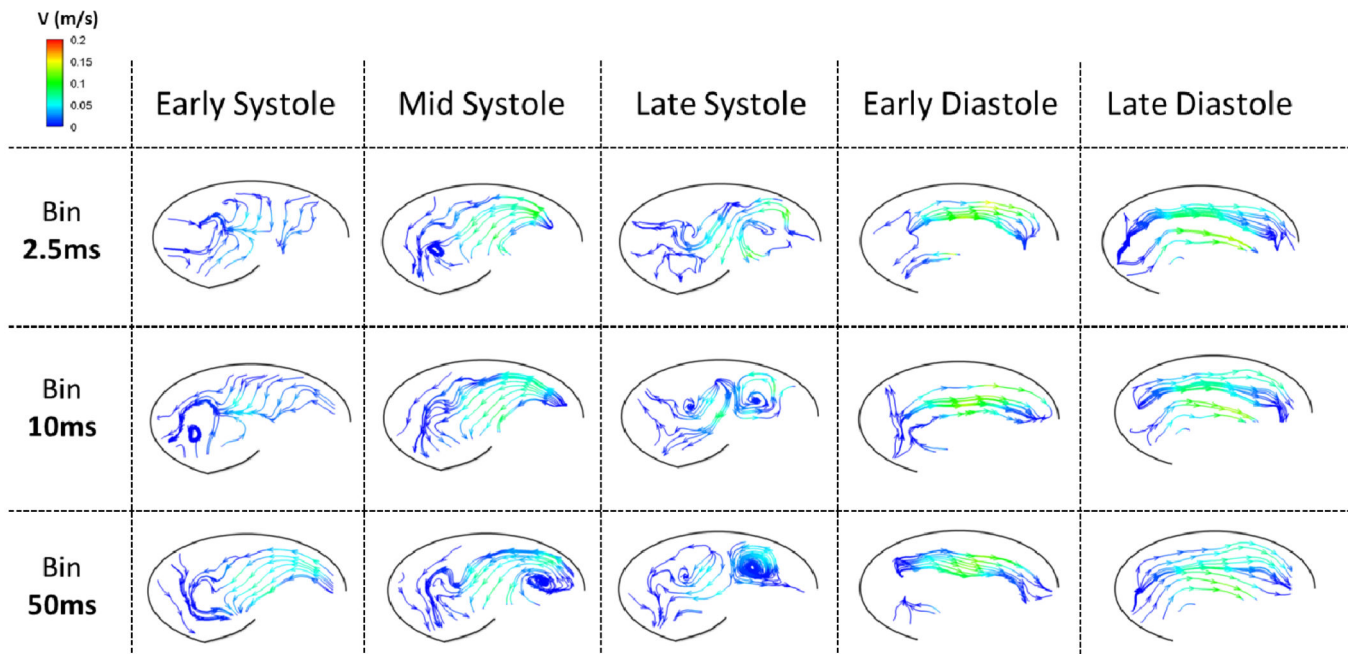 V (m/s)
0.2
0.15
0.1
0.05
0
Early Systole
Mid Systole
Late Systole
Early Diastole
Late Diastole
Bin
2.5ms
Bin
10ms
Bin
50ms